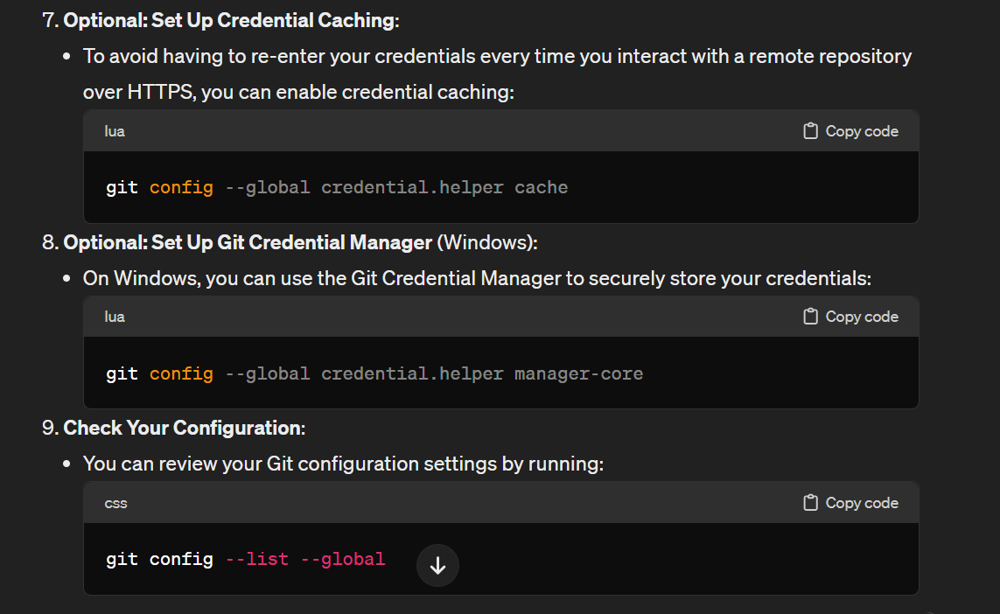 7. Optional: Set Up Credential Caching:
• To avoid having to re-enter your credentials every time you interact with a remote repository
over HTTPS, you can enable credential caching:
lua Copy code
git config --global credential.helper cache
8. Optional: Set Up Git Credential Manager (Windows):
• On Windows, you can use the Git Credential Manager to securely store your credentials:
lua Copy code
git config --global credential.helper manager-core
9. Check Your Configuration:
• You can review your Git configuration settings by running:
css Copy code
git config --list --global